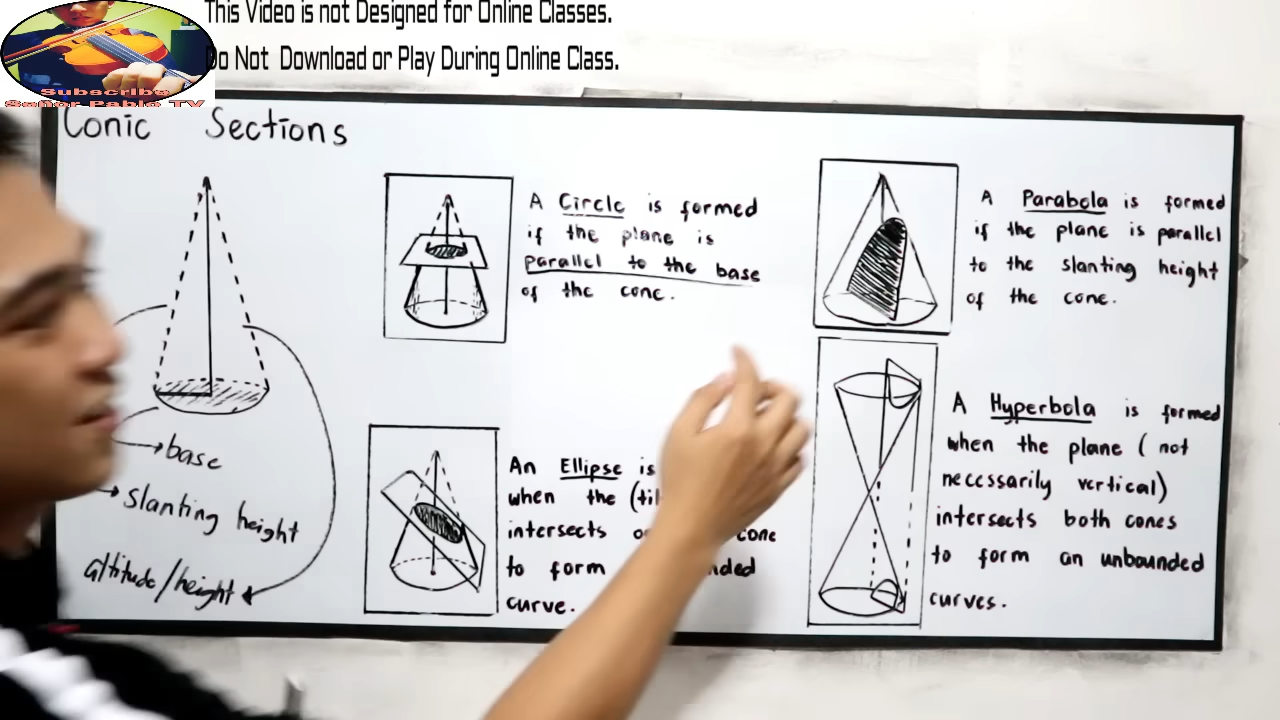 This Video is not Designed for Online Classes.
Do Not Download or Play During Online Class.
Subscribe
Señor Pablo TV
Conic Sections
base
slanting height
altitude/height
A Circle is formed
if the plane is
parallel to the base
of the cone.
An Ellipse is
when the
intersects cone
to form
curve.
A Parabola is formed
if the plane is parallel
to the slanting height
of the cone.
A Hyperbola is formed
when the plane ( not
necessarily vertical)
intersects both cones
to form an unbounded
curves.